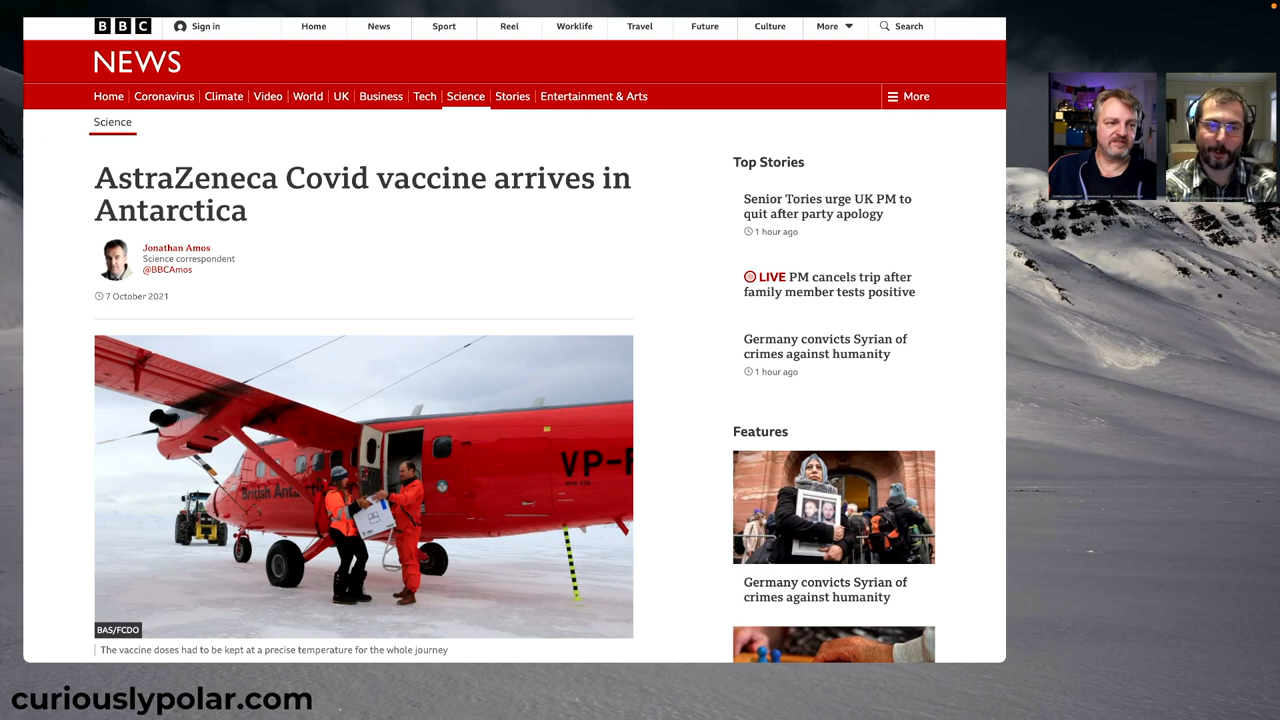 BBC Sign in Home News Sport Reel Worklife Travel Future Culture More Search
NEWS
Home Coronavirus Climate Video World UK Business Tech Science Stories Entertainment & Arts More
Science
AstraZeneca Covid vaccine arrives in
Antarctica
Jonathan Amos
Science correspondent
@BBCAmos
7 October 2021
British Anta
VP-F
BAS/FCDO
The vaccine doses had to be kept at a precise temperature for the whole journey
Top Stories
Senior Tories urge UK PM to
quit after party apology
1 hour ago
LIVE PM cancels trip after
family member tests positive
Germany convicts Syrian of
crimes against humanity
1 hour ago
Features
Germany convicts Syrian of
crimes against humanity
curiouslypolar.com